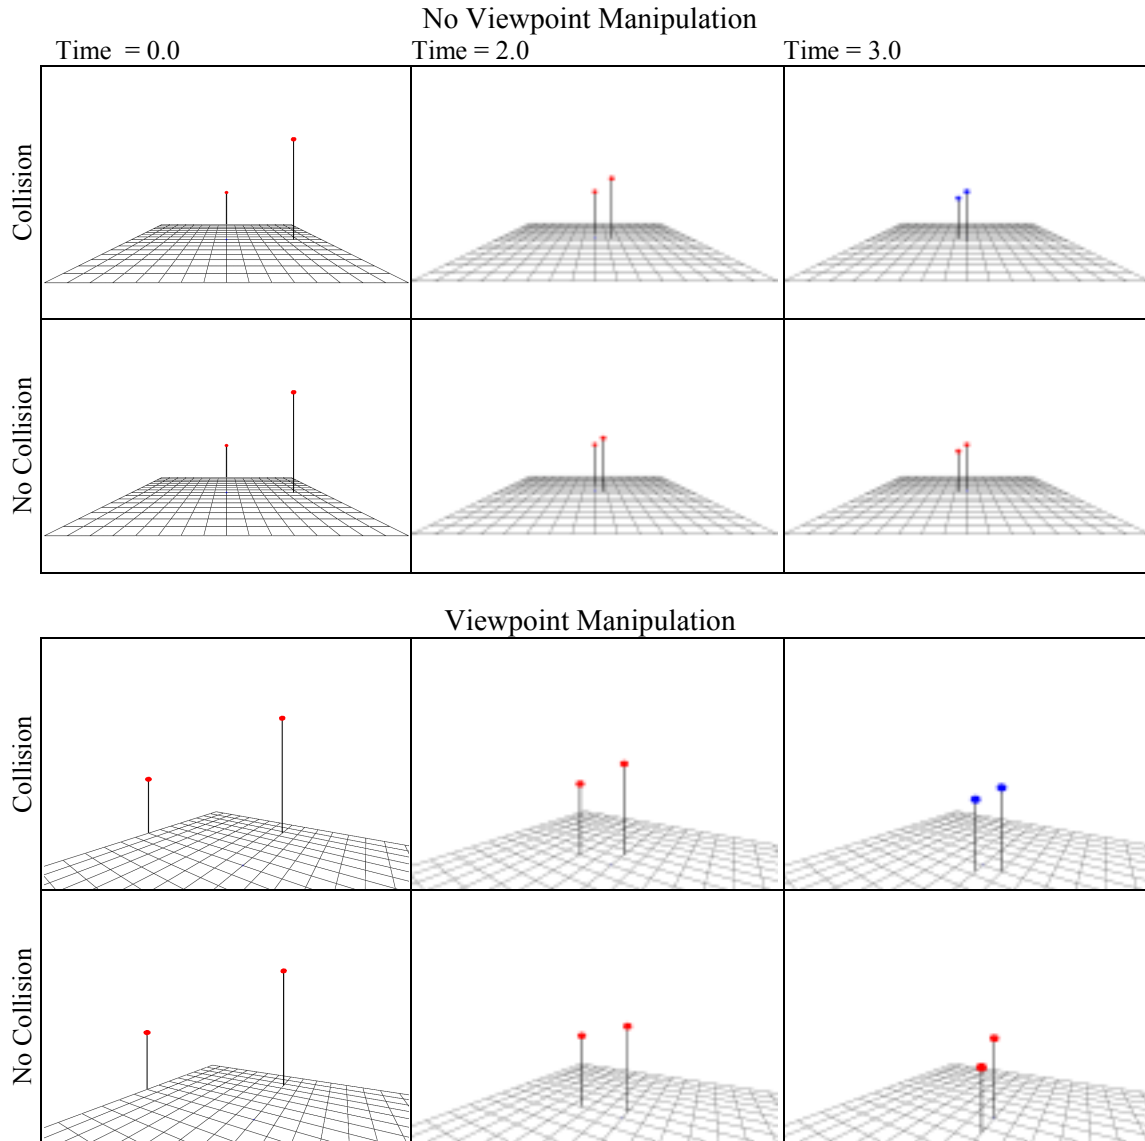 No Viewpoint Manipulation
Time = 0.0 Time = 2.0 Time = 3.0
Collision
No Collision
Viewpoint Manipulation
Collision
No Collision